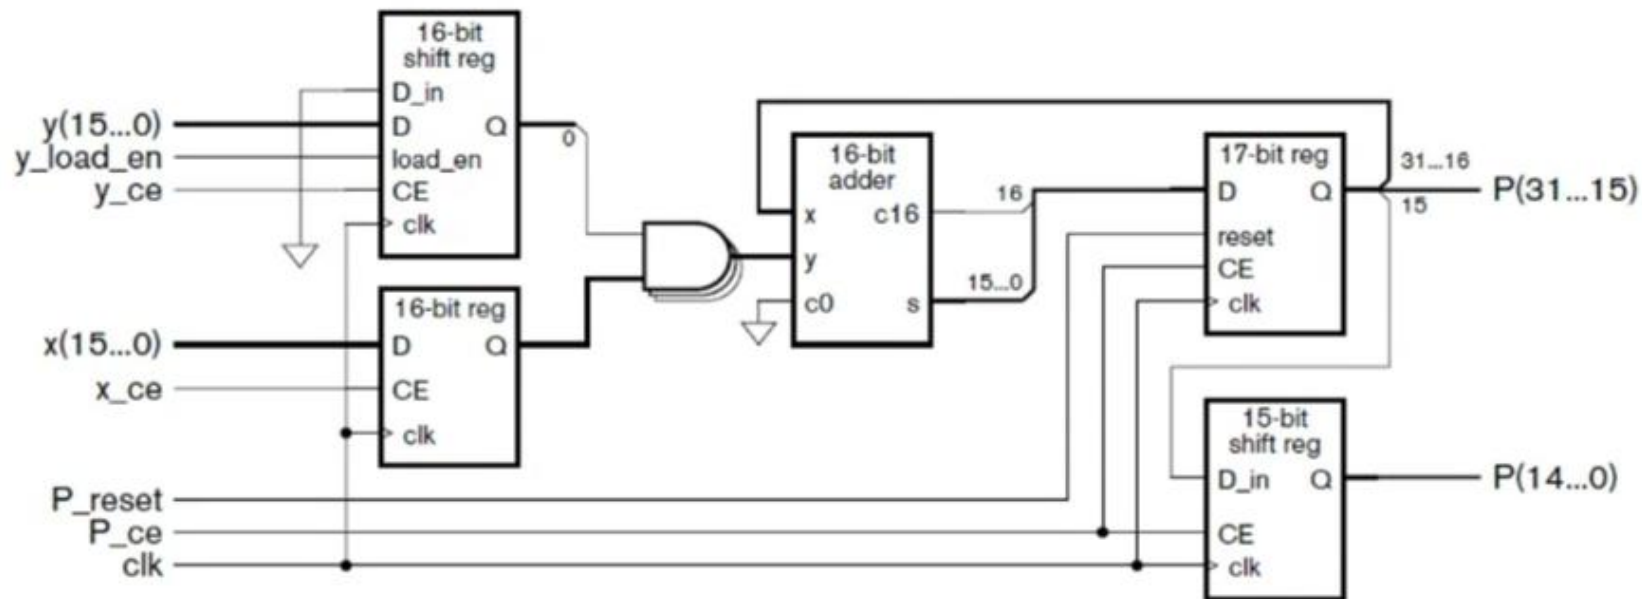 16-bit
shift reg
D_in
y(15...0)
D
Q
0
y_load_en
load_en
y_ce
CE
clk
16-bit reg
x(15...0)
D
Q
x_ce
CE
clk
P_reset
P_ce
clk
16-bit
adder
x
c16
16
y
15...0
c0
s
17-bit reg
31...16
D
Q
P(31...15)
15
reset
CE
clk
15-bit
shift reg
D_in
Q
P(14...0)
CE
clk